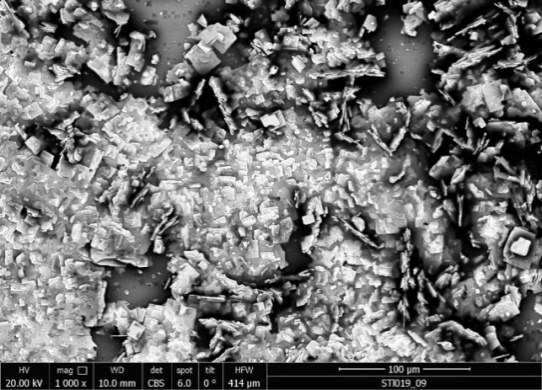 HV mag □ WD det spot tilt HFW 100 µm
20.00 kV 1 000 x 10.0 mm CBS 6.0 0 ° 414 µm STI019_09